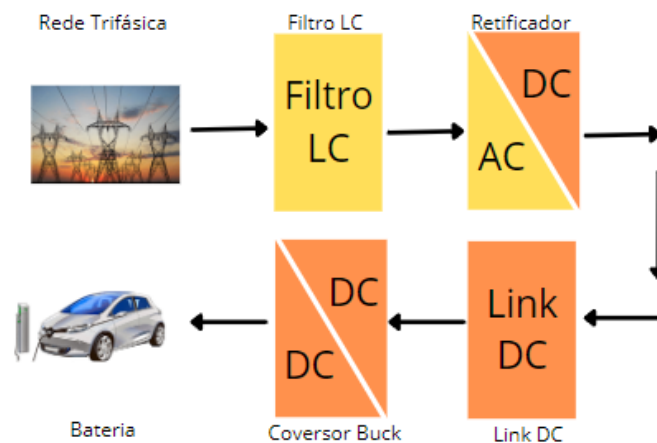 Rede Trifásica
Filtro LC
Retificador
Filtro
LC
DC
AC
DC
DC
Link
DC
Bateria
Coversor Buck
Link DC